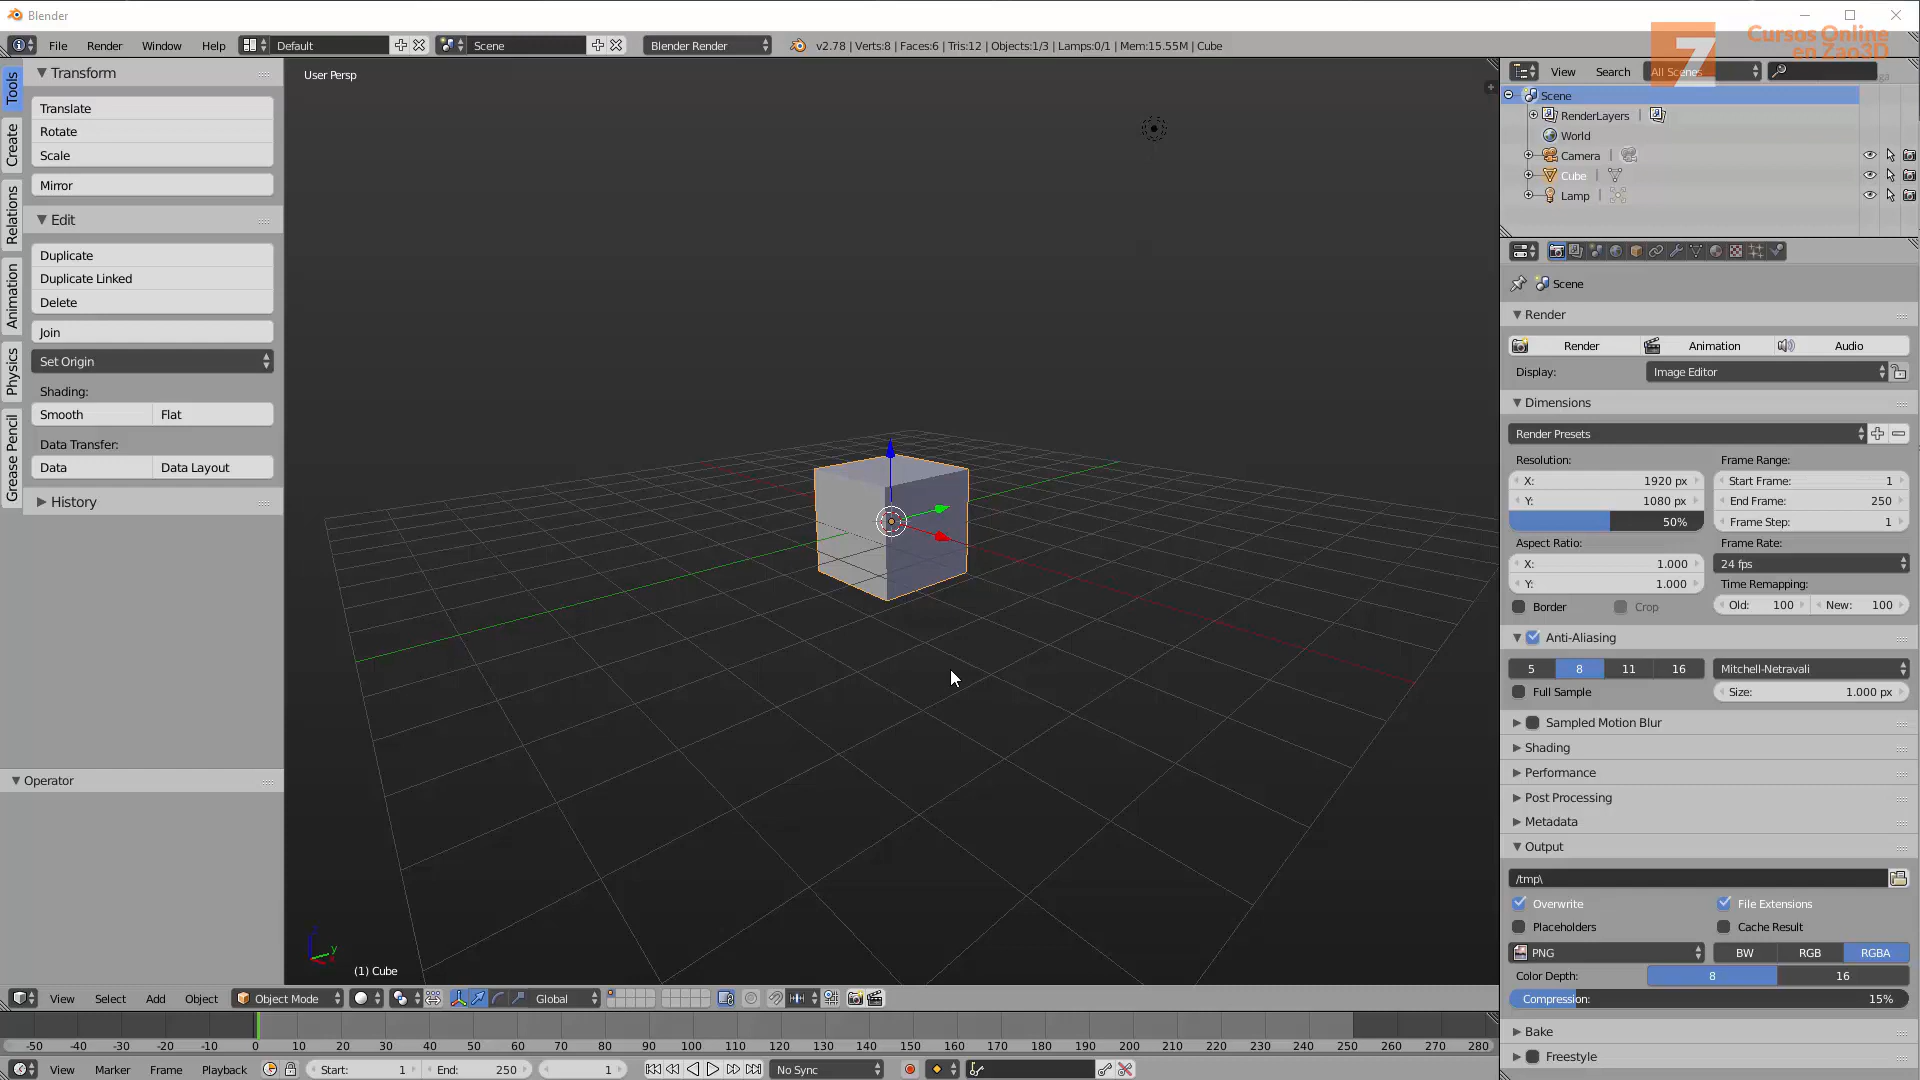 Blender
File Render Window Help Default Scene Blender Render v2.78 | Verts:8 | Faces:6 | Tris:12 | Objects:1/3 | Lamps:0/1 | Mem:15.55M | Cube
Cursos Online
en Zao3D
7
Tools
Create
Relations
Animation
Physics
Grease Pencil
Transform
Translate
Rotate
Scale
Mirror
Edit
Duplicate
Duplicate Linked
Delete
Join
Set Origin
Shading:
Smooth Flat
Data Transfer:
Data Data Layout
History
Operator
User Persp
z
y
(1) Cube
View Select Add Object Object Mode Global
-50 -40 -30 -20 -10 0 10 20 30 40 50 60 70 80 90 100 110 120 130 140 150 160 170 180 190 200 210 220 230 240 250 260 270 280
View Marker Frame Playback Start: 1 End: 250 1 No Sync
View Search All Scenes
Scene
RenderLayers |
World
Camera |
Cube |
Lamp |
Scene
Render
Render Animation Audio
Display: Image Editor
Dimensions
Render Presets
Resolution: Frame Range:
X: 1920 px Start Frame: 1
Y: 1080 px End Frame: 250
50% Frame Step: 1
Aspect Ratio: Frame Rate:
X: 1.000 24 fps
Y: 1.000 Time Remapping:
Border Crop Old: 100 New: 100
Anti-Aliasing
5 8 11 16 Mitchell-Netravali
Full Sample Size: 1.000 px
Sampled Motion Blur
Shading
Performance
Post Processing
Metadata
Output
/tmp\
Overwrite File Extensions
Placeholders Cache Result
PNG BW RGB RGBA
Color Depth: 8 16
Compression: 15%
Bake
Freestyle